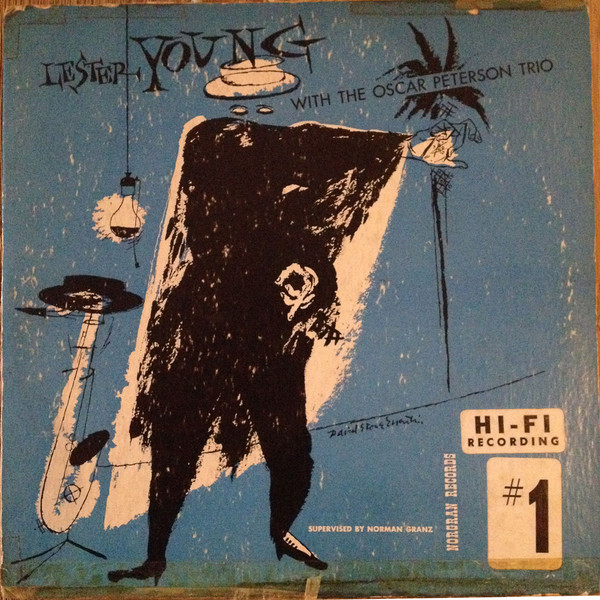 LESTER YOUNG
WITH THE OSCAR PETERSON TRIO
David Stone
HI-FI
RECORDING
#1
NORGRAN RECORDS
SUPERVISED BY NORMAN GRANZ